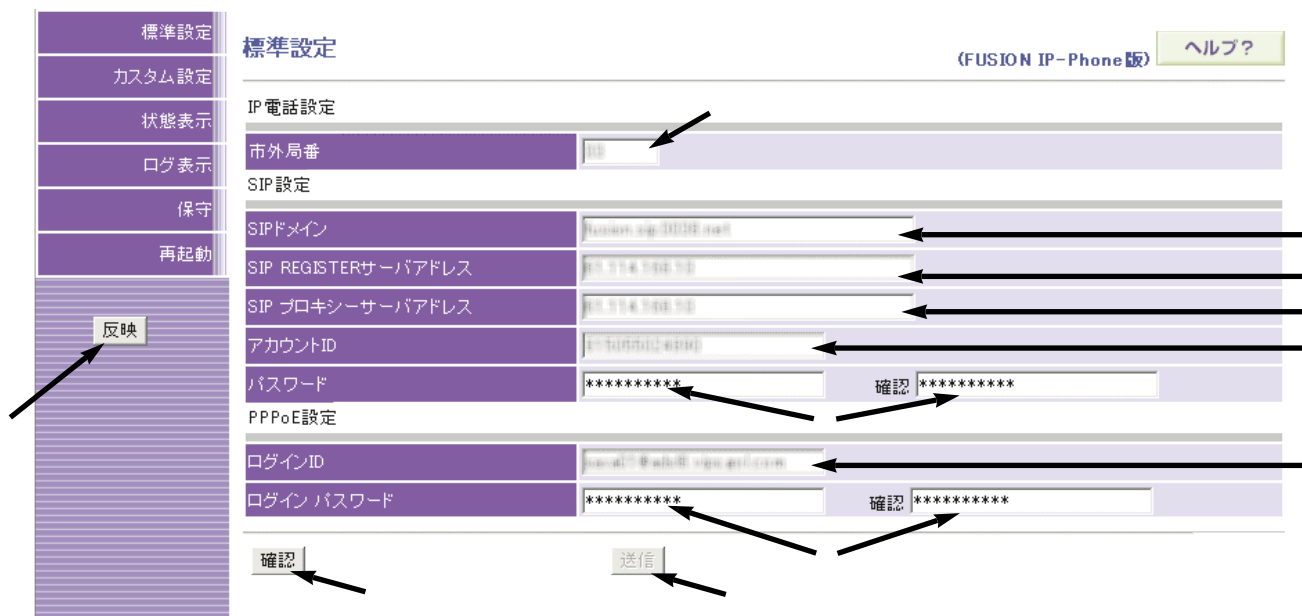 標準設定
カスタム設定
状態表示
ログ表示
保守
再起動
反映
標準設定
(FUSION IP-Phone版)
ヘルプ?
IP電話設定
市外局番
SIP設定
SIPドメイン
SIP REGISTERサーバアドレス
SIP プロキシーサーバアドレス
アカウントID
パスワード ********** 確認 **********
PPPoE設定
ログインID
ログイン パスワード ********** 確認 **********
確認 送信